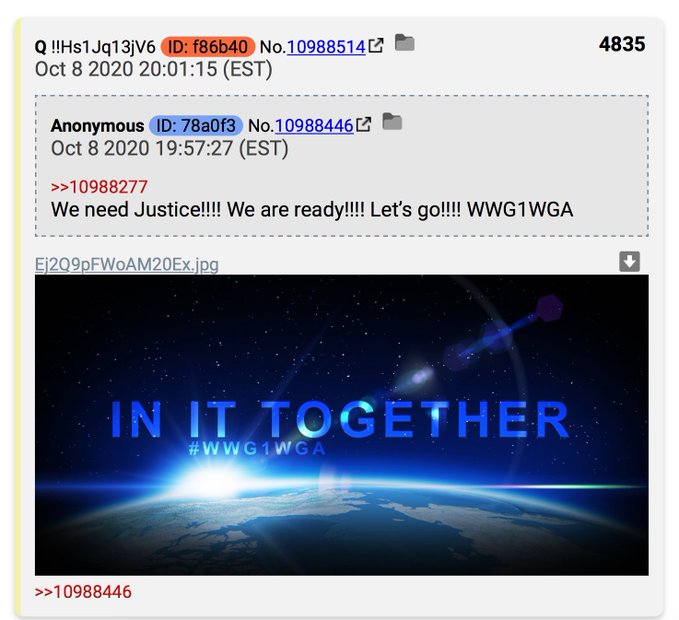 Q !!Hs1Jq13jV6 ID: f86b40 No.10988514 4835
Oct 8 2020 20:01:15 (EST)
Anonymous ID: 78a0f3 No.10988446
Oct 8 2020 19:57:27 (EST)
>>10988277
We need Justice!!!! We are ready!!!! Let’s go!!!! WWG1WGA
Ej2Q9pFWoAM20Ex.jpg
IN IT TOGETHER
#WWG1WGA
>>10988446